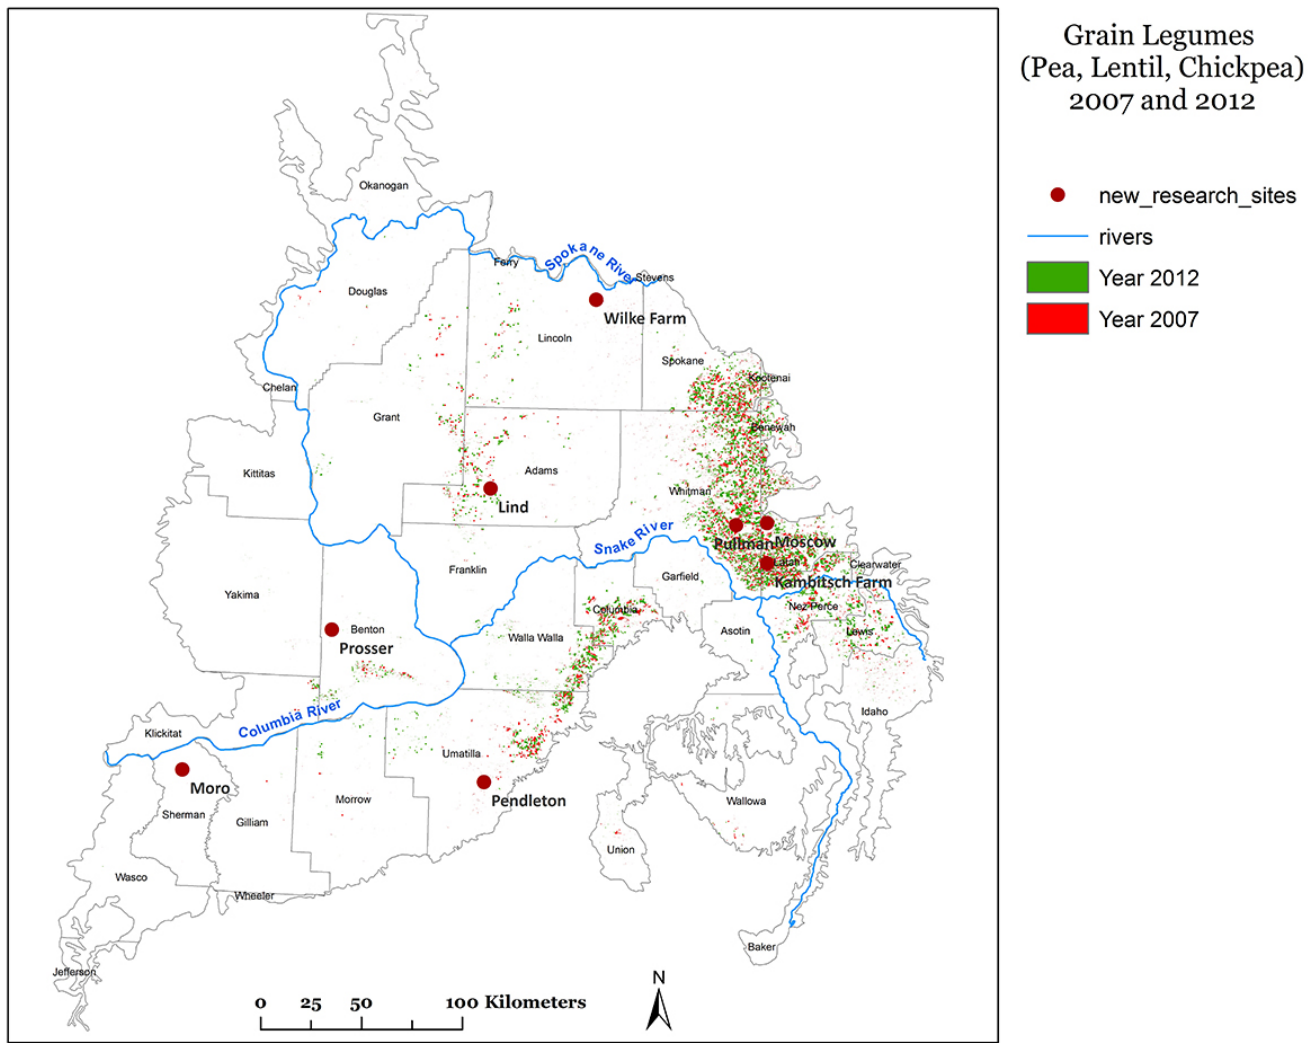 Grain Legumes
(Pea, Lentil, Chickpea)
2007 and 2012
new_research_sites
rivers
Year 2012
Year 2007
Okanogan
Ferry
Spokane River
Stevens
Douglas
Wilke Farm
Lincoln
Spokane
Kootenai
Chelan
Grant
Benewah
Kittitas
Adams
Whitman
Lind
Snake River
Pullman
Moscow
Latah
Clearwater
Franklin
Garfield
Kambitsch Farm
Yakima
Nez Perce
Columbia
Benton
Walla Walla
Asotin
Lewis
Prosser
Columbia River
Idaho
Klickitat
Umatilla
Moro
Pendleton
Morrow
Wallowa
Sherman
Gilliam
Union
Wasco
Wheeler
Baker
Jefferson
N
0 25 50 100 Kilometers